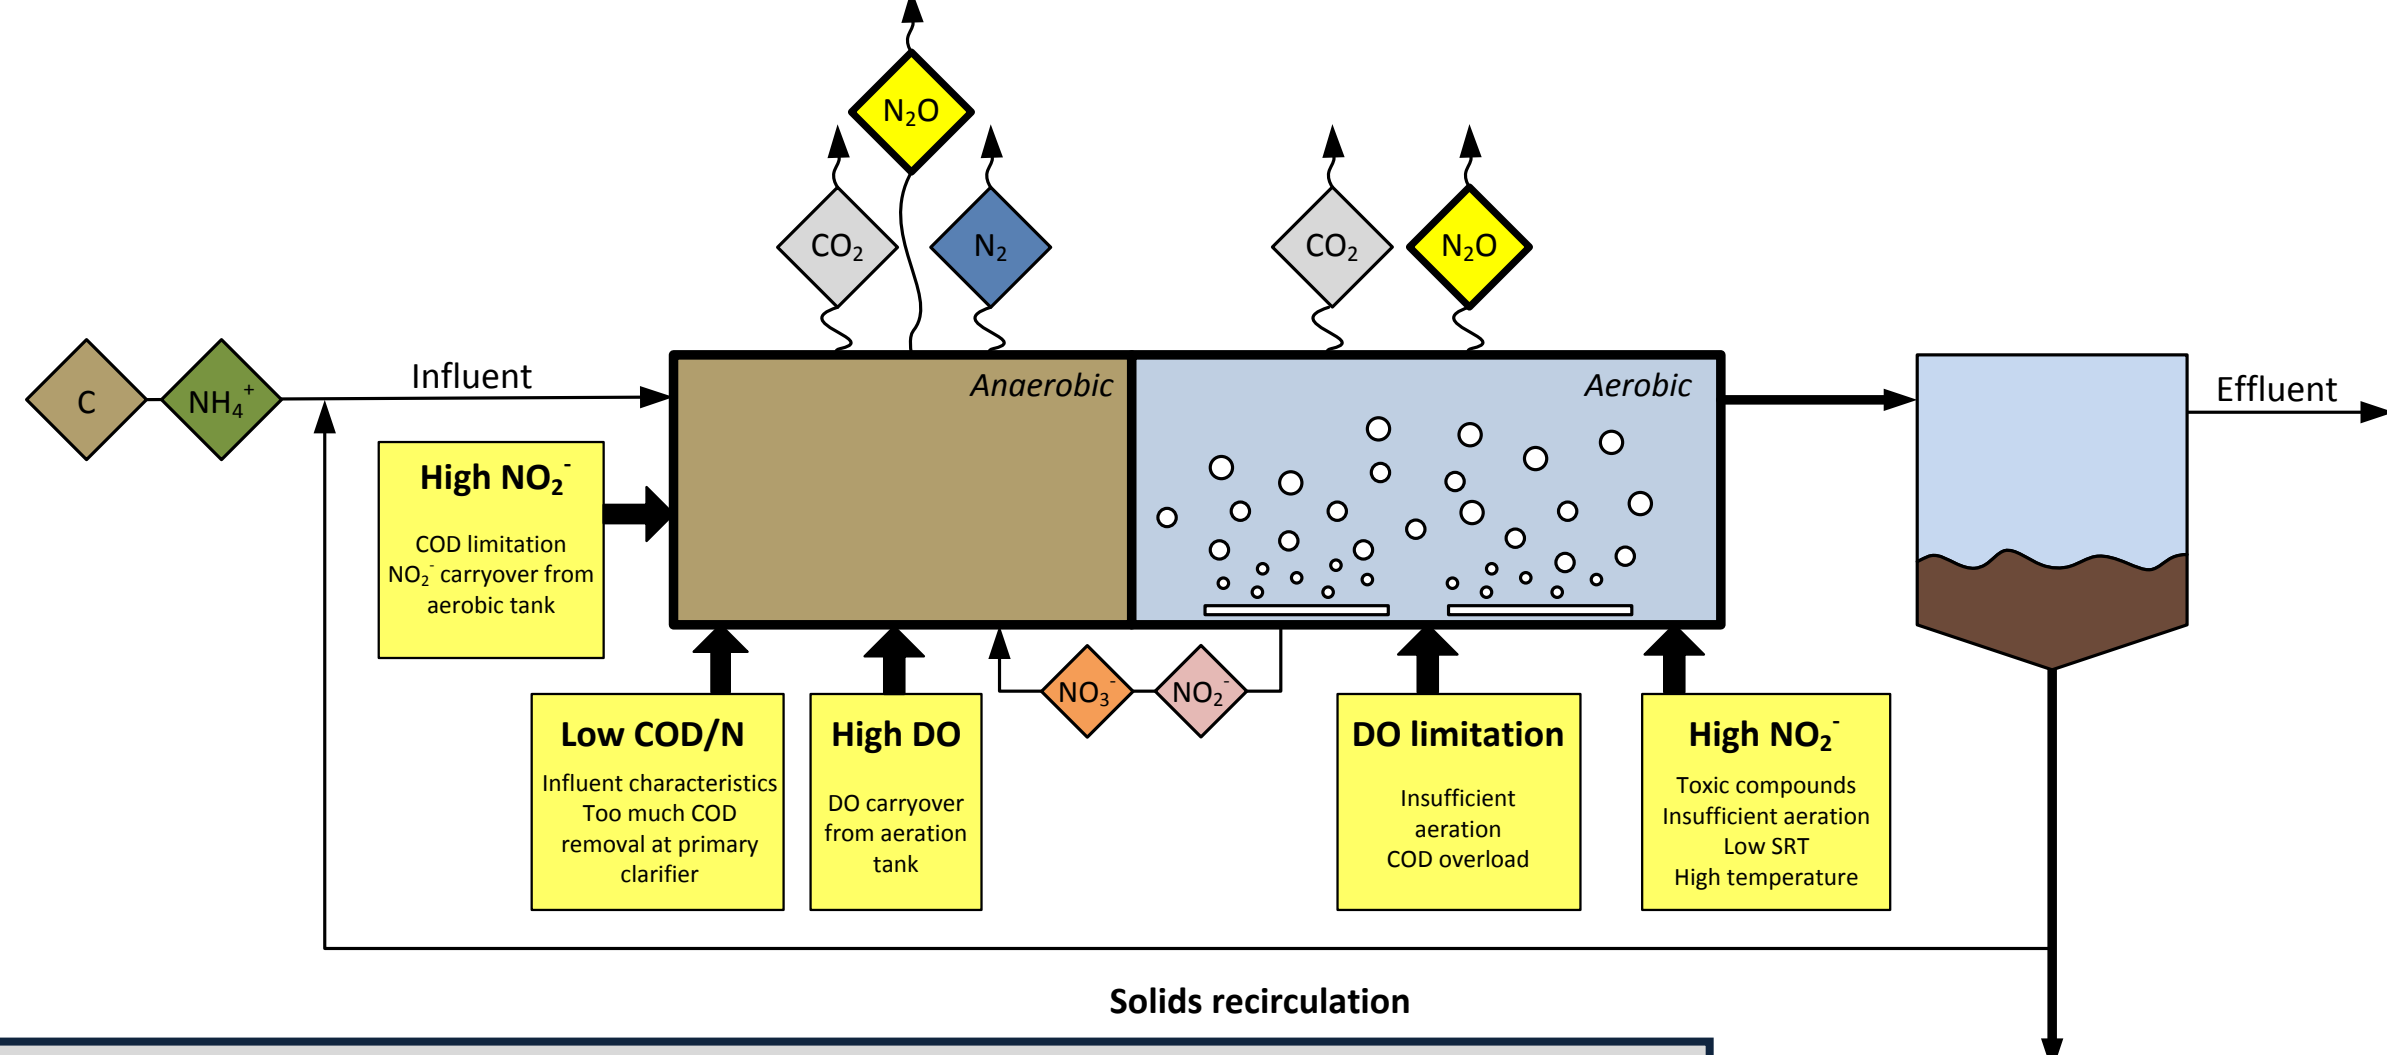 N₂O
CO₂
N₂
CO₂
N₂O
C
NH₄⁺
Influent
Anaerobic
Aerobic
Effluent
High NO₂⁻
COD limitation
NO₂⁻ carryover from
aerobic tank
NO₃⁻
NO₂⁻
Low COD/N
Influent characteristics
Too much COD
removal at primary
clarifier
High DO
DO carryover
from aeration
tank
DO limitation
Insufficient
aeration
COD overload
High NO₂⁻
Toxic compounds
Insufficient aeration
Low SRT
High temperature
Solids recirculation